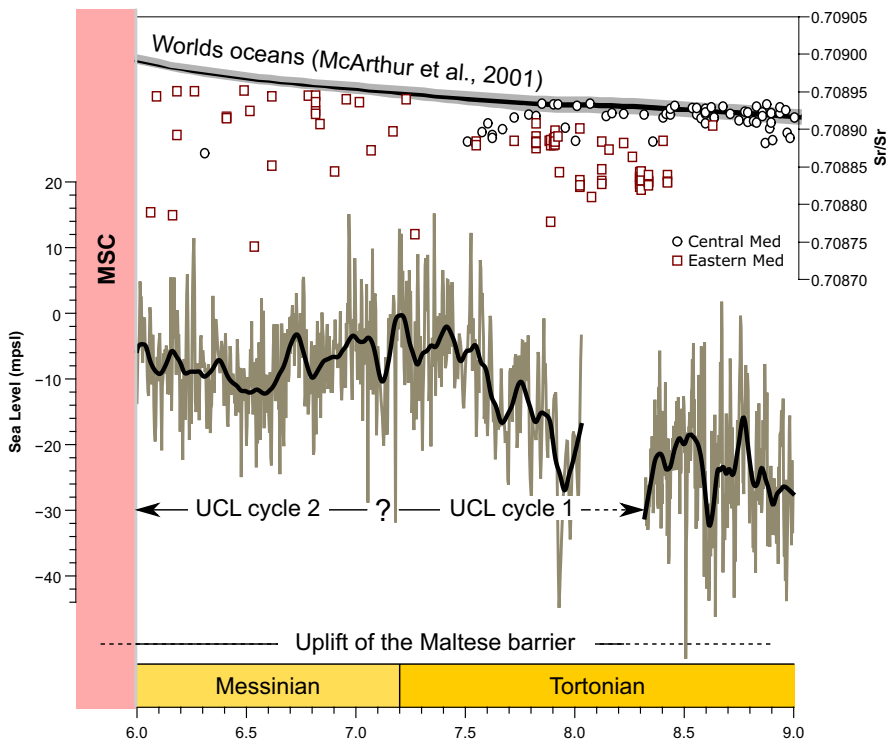 Worlds oceans (McArthur et al., 2001)
0.70905
0.70900
0.70895
0.70890
0.70885
0.70880
0.70875
0.70870
Sr/Sr
Central Med
Eastern Med
MSC
20
10
0
−10
−20
−30
−40
Sea Level (mpsl)
UCL cycle 2 ? UCL cycle 1
Uplift of the Maltese barrier
Messinian Tortonian
6.0 6.5 7.0 7.5 8.0 8.5 9.0